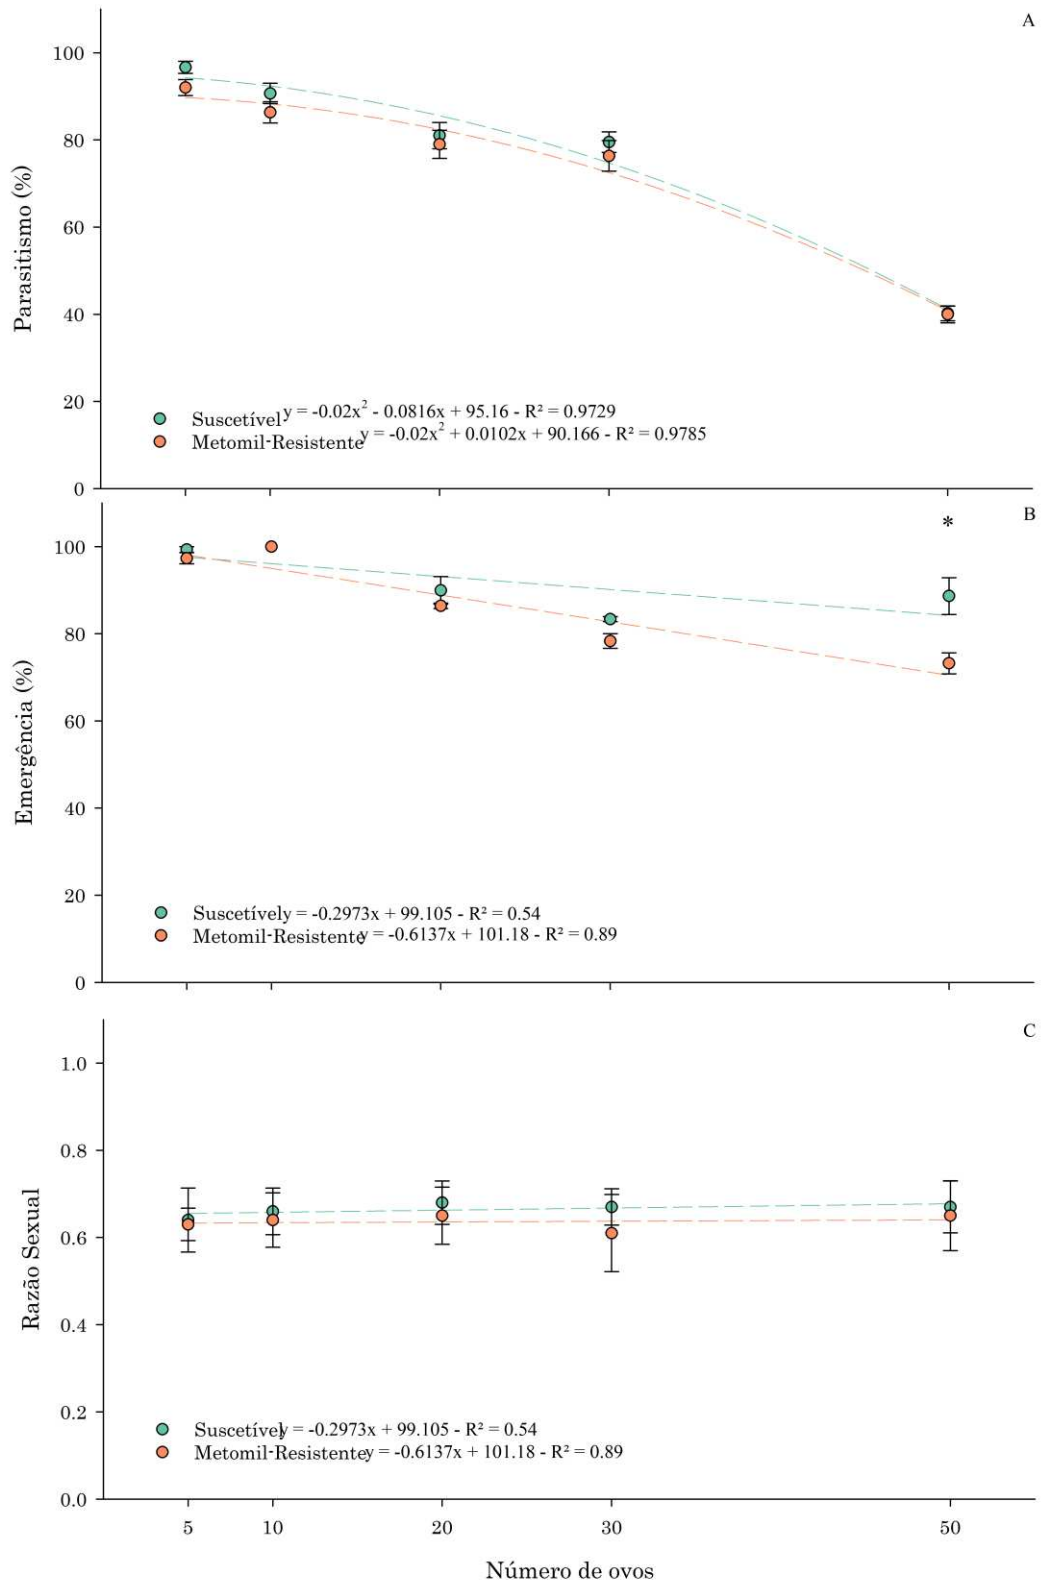 A
100
80
60
40
20
0
Parasitismo (%)
Suscetível y = -0.02x² - 0.0816x + 95.16 - R² = 0.9729
Metomil-Resistente y = -0.02x² + 0.0102x + 90.166 - R² = 0.9785
B
*
100
80
60
40
20
0
Emergência (%)
Suscetível y = -0.2973x + 99.105 - R² = 0.54
Metomil-Resistente y = -0.6137x + 101.18 - R² = 0.89
C
1.0
0.8
0.6
0.4
0.2
0.0
Razão Sexual
Suscetível y = -0.2973x + 99.105 - R² = 0.54
Metomil-Resistente y = -0.6137x + 101.18 - R² = 0.89
5 10 20 30 50
Número de ovos